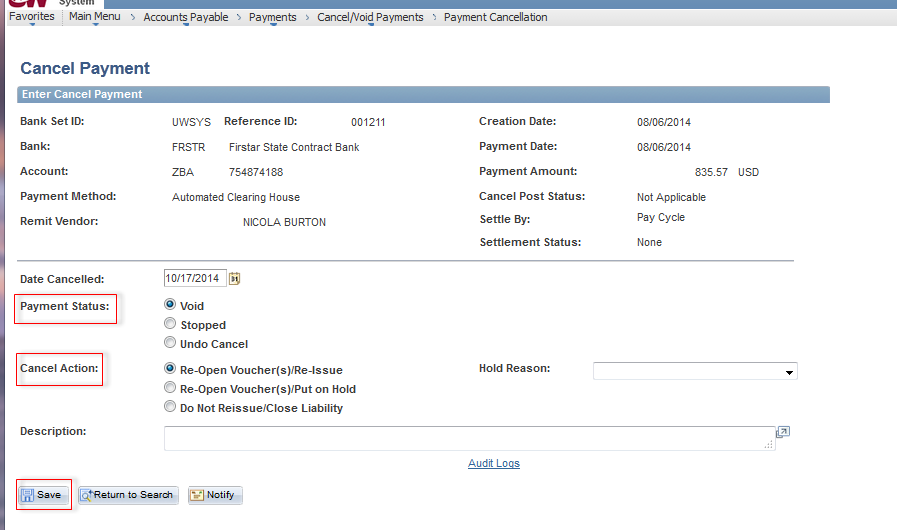 System
Favorites Main Menu > Accounts Payable > Payments > Cancel/Void Payments > Payment Cancellation
Cancel Payment
Enter Cancel Payment
Bank Set ID: UWSYS Reference ID: 001211 Creation Date: 08/06/2014
Bank: FRSTR Firstar State Contract Bank Payment Date: 08/06/2014
Account: ZBA 754874188 Payment Amount: 835.57 USD
Payment Method: Automated Clearing House Cancel Post Status: Not Applicable
Remit Vendor: NICOLA BURTON Settle By: Pay Cycle
Settlement Status: None
Date Cancelled: 10/17/2014
Payment Status: Void
Stopped
Undo Cancel
Cancel Action: Re-Open Voucher(s)/Re-Issue Hold Reason:
Re-Open Voucher(s)/Put on Hold
Do Not Reissue/Close Liability
Description:
Audit Logs
Save Return to Search Notify